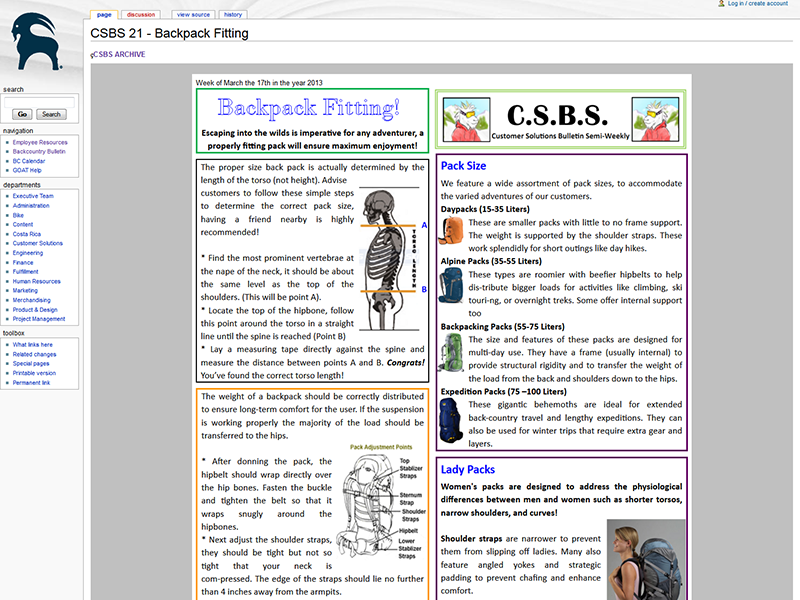 Log in / create account
page
discussion
view source
history
CSBS 21 - Backpack Fitting
CSBS ARCHIVE
search
Go
Search
navigation
Employee Resources
Backcountry Bulletin
BC Calendar
GOAT Help
departments
Executive Team
Administration
Bike
Content
Costa Rica
Customer Solutions
Engineering
Finance
Fulfillment
Human Resources
Marketing
Merchandising
Product & Design
Project Management
toolbox
What links here
Related changes
Special pages
Printable version
Permanent link
Week of March the 17th in the year 2013
Backpack Fitting!
Escaping into the wilds is imperative for any adventurer, a
properly fitting pack will ensure maximum enjoyment!
The proper size back pack is actually determined by the
length of the torso (not height). Advise
customers to follow these simple steps
to determine the correct pack size,
having a friend nearby is highly
recommended!
* Find the most prominent vertebrae at
the nape of the neck, it should be about
the same level as the top of the
shoulders. (This will be point A).
* Locate the top of the hipbone, follow
this point around the torso in a straight
line until the spine is reached (Point B)
* Lay a measuring tape directly against the spine and
measure the distance between points A and B. Congrats!
You've found the correct torso length!
A
TORSO LENGTH
B
The weight of a backpack should be correctly distributed
to ensure long-term comfort for the user. If the suspension
is working properly the majority of the load should be
transferred to the hips.
* After donning the pack, the
hipbelt should wrap directly over
the hip bones. Fasten the buckle
and tighten the belt so that it
wraps snugly around the
hipbones.
* Next adjust the shoulder straps,
they should be tight but not so
tight that your neck is
com-pressed. The edge of the straps should lie no further
than 4 inches away from the armpits.
Pack Adjustment Points
Top
Stablizer
Straps
Sternum
Strap
Shoulder
Straps
Hipbelt
Lower
Stablizer
Straps
C.S.B.S.
Customer Solutions Bulletin Semi-Weekly
Pack Size
We feature a wide assortment of pack sizes, to accommodate
the varied adventures of our customers.
Daypacks (15-35 Liters)
These are smaller packs with little to no frame support.
The weight is supported by the shoulder straps. These
work splendidly for short outings like day hikes.
Alpine Packs (35-55 Liters)
These types are roomier with beefier hipbelts to help
dis-tribute bigger loads for activities like climbing, ski
touri-ng, or overnight treks. Some offer internal support
too
Backpacking Packs (55-75 Liters)
The size and features of these packs are designed for
multi-day use. They have a frame (usually internal) to
provide structural rigidity and to transfer the weight of
the load from the back and shoulders down to the hips.
Expedition Packs (75 –100 Liters)
These gigantic behemoths are ideal for extended
back-country travel and lengthy expeditions. They can
also be used for winter trips that require extra gear and
layers.
Lady Packs
Women's packs are designed to address the physiological
differences between men and women such as shorter torsos,
narrow shoulders, and curves!
Shoulder straps are narrower to prevent
them from slipping off ladies. Many also
feature angled yokes and strategic
padding to prevent chafing and enhance
comfort.